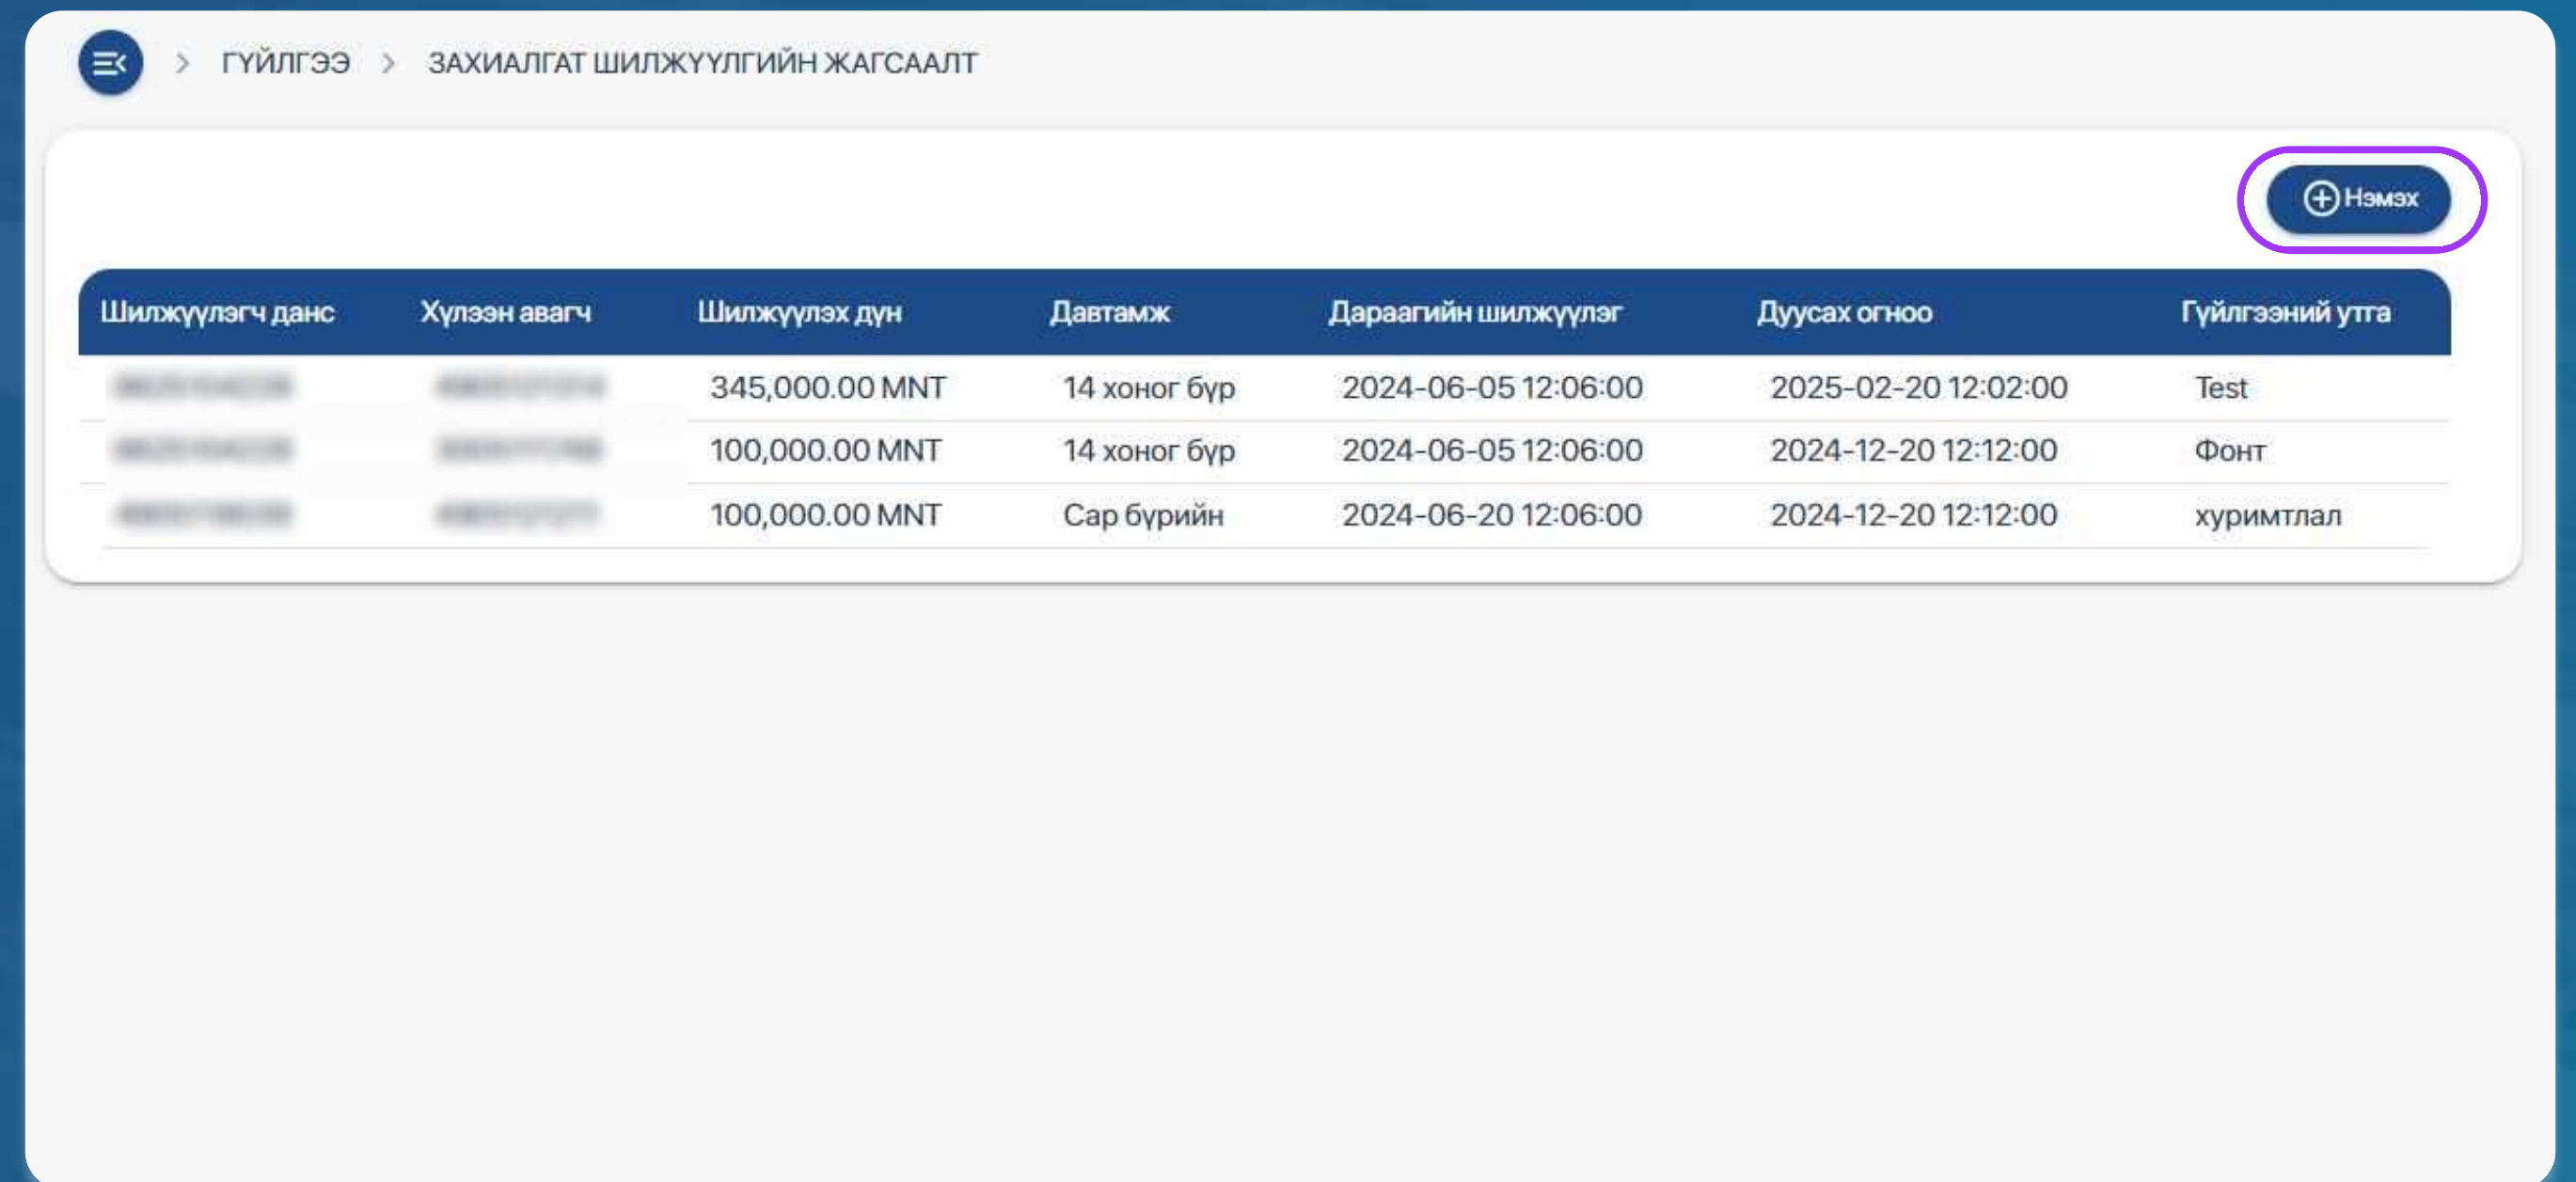 > ГҮЙЛГЭЭ > ЗАХИАЛГАТ ШИЛЖҮҮЛГИЙН ЖАГСААЛТ
Нэмэх
Шилжүүлэгч данс Хүлээн авагч Шилжүүлэх дүн Давтамж Дараагийн шилжүүлэг Дуусах огноо Гүйлгээний утга
345,000.00 MNT 14 хоног бүр 2024-06-05 12:06:00 2025-02-20 12:02:00 Test
100,000.00 MNT 14 хоног бүр 2024-06-05 12:06:00 2024-12-20 12:12:00 Фонт
100,000.00 MNT Сар бүрийн 2024-06-20 12:06:00 2024-12-20 12:12:00 хуримтлал